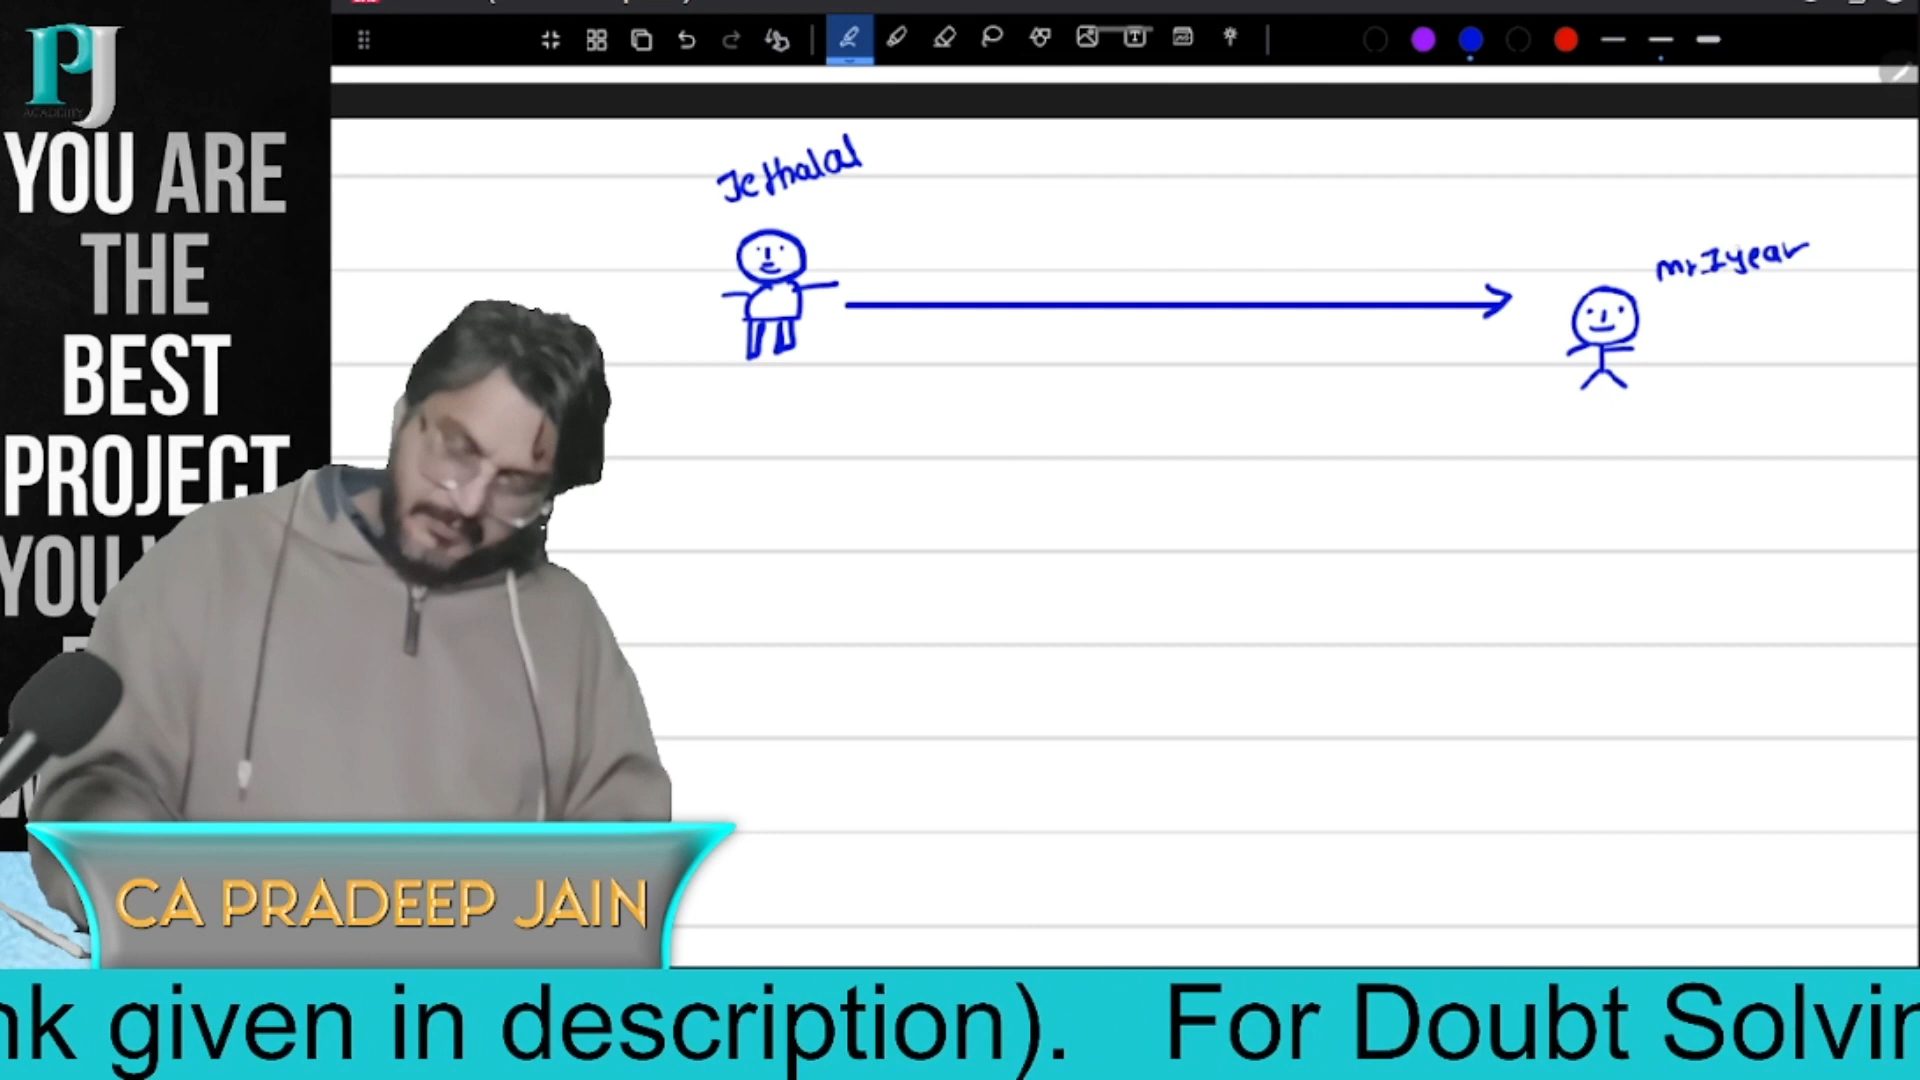 PJ
ACADEMY
YOU ARE
THE
BEST
PROJECT
YOU
Jethalal
mr. Iyear
CA PRADEEP JAIN
nk given in description). For Doubt Solvin